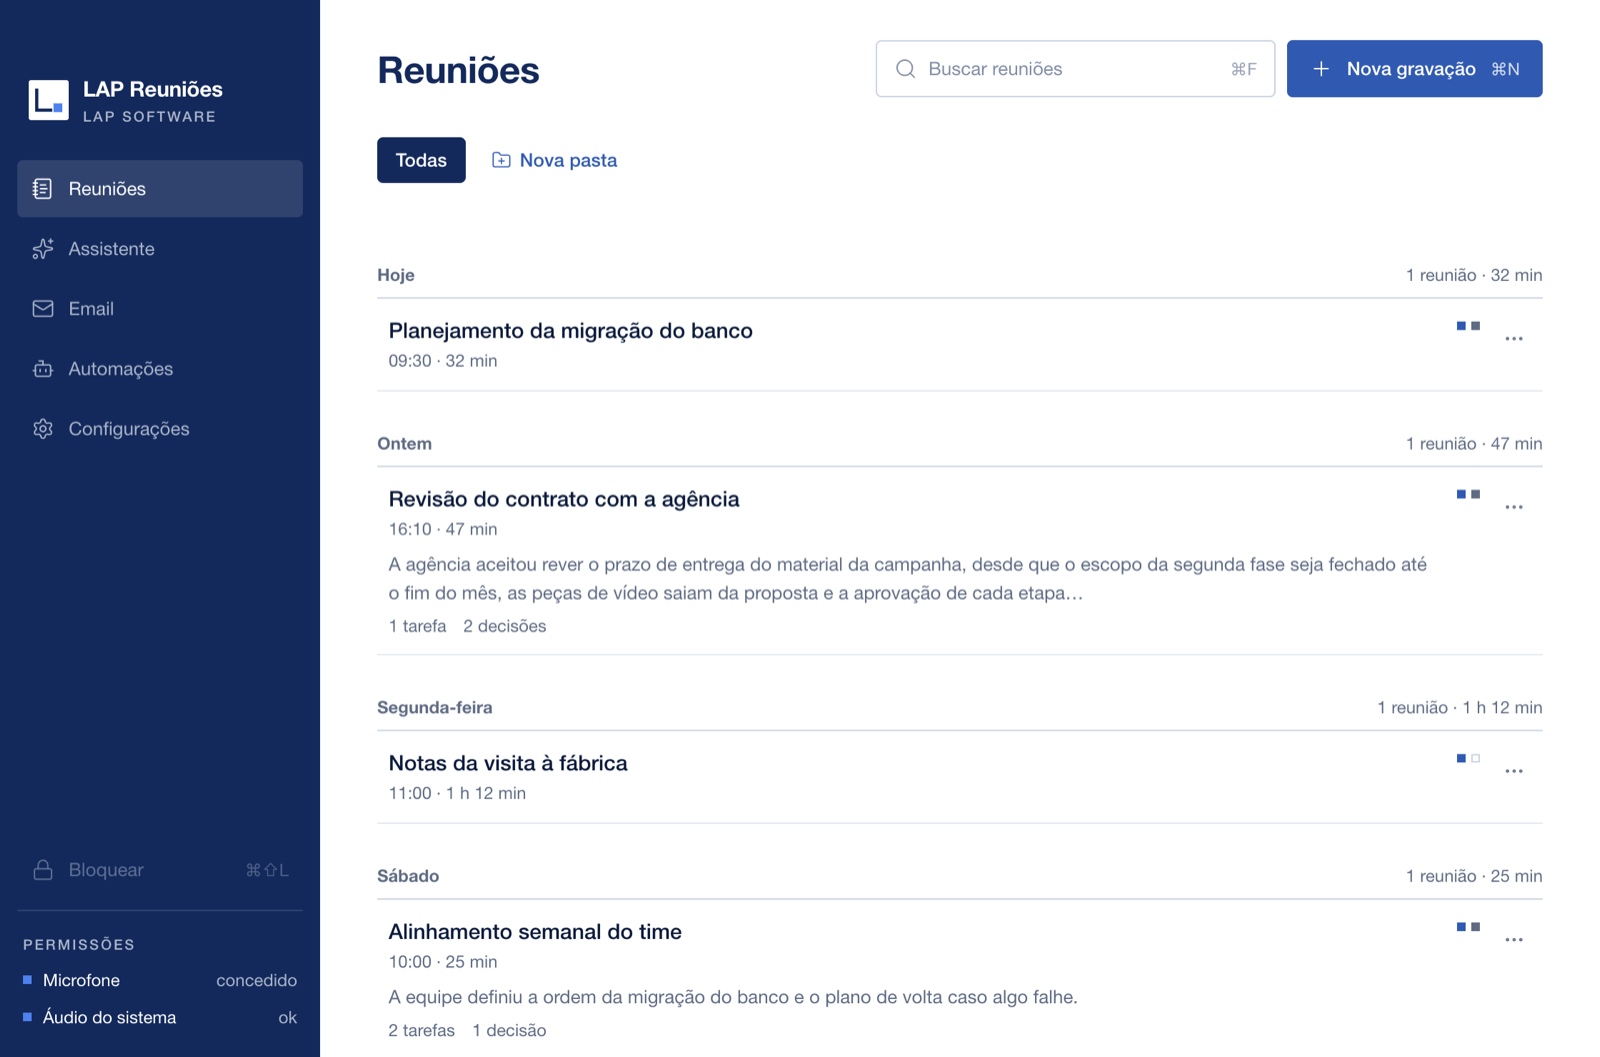 LAP Reuniões
LAP SOFTWARE
Reuniões
Assistente
Email
Automações
Configurações
Bloquear ⌘⇧L
PERMISSÕES
Microfone concedido
Áudio do sistema ok
Reuniões
Buscar reuniões ⌘F
Nova gravação ⌘N
Todas
Nova pasta
Hoje 1 reunião · 32 min
Planejamento da migração do banco
09:30 · 32 min
Ontem 1 reunião · 47 min
Revisão do contrato com a agência
16:10 · 47 min
A agência aceitou rever o prazo de entrega do material da campanha, desde que o escopo da segunda fase seja fechado até
o fim do mês, as peças de vídeo saiam da proposta e a aprovação de cada etapa…
1 tarefa 2 decisões
Segunda-feira 1 reunião · 1 h 12 min
Notas da visita à fábrica
11:00 · 1 h 12 min
Sábado 1 reunião · 25 min
Alinhamento semanal do time
10:00 · 25 min
A equipe definiu a ordem da migração do banco e o plano de volta caso algo falhe.
2 tarefas 1 decisão